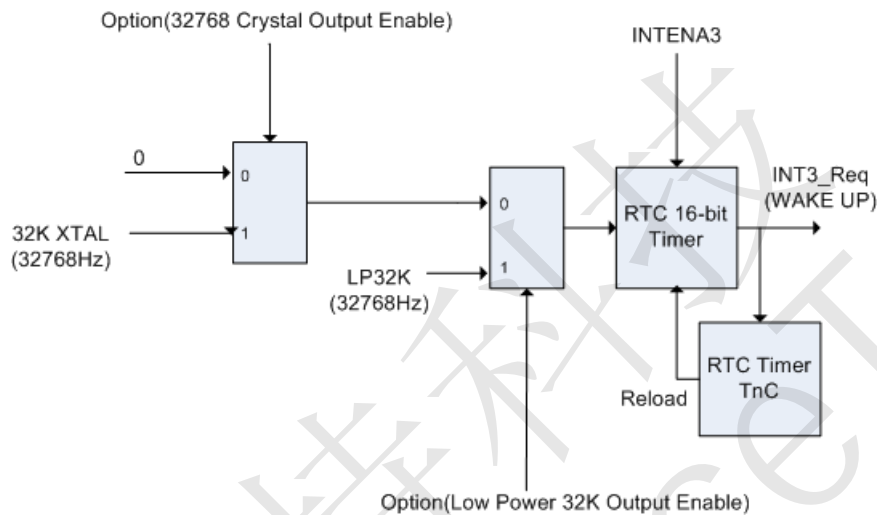 Option(32768 Crystal Output Enable)
INTENA3
0
0
32K XTAL
(32768Hz)
1
0
1
LP32K
(32768Hz)
RTC 16-bit
Timer
INT3_Req
(WAKE UP)
RTC Timer
TnC
Reload
Option(Low Power 32K Output Enable)